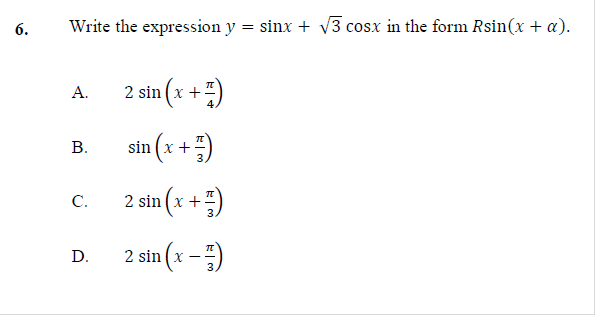 6. Write the expression y = sinx + √3 cosx in the form Rsin(x + α).
A. 2 sin(x + π/4)
B. sin(x + π/3)
C. 2 sin(x + π/3)
D. 2 sin(x − π/3)